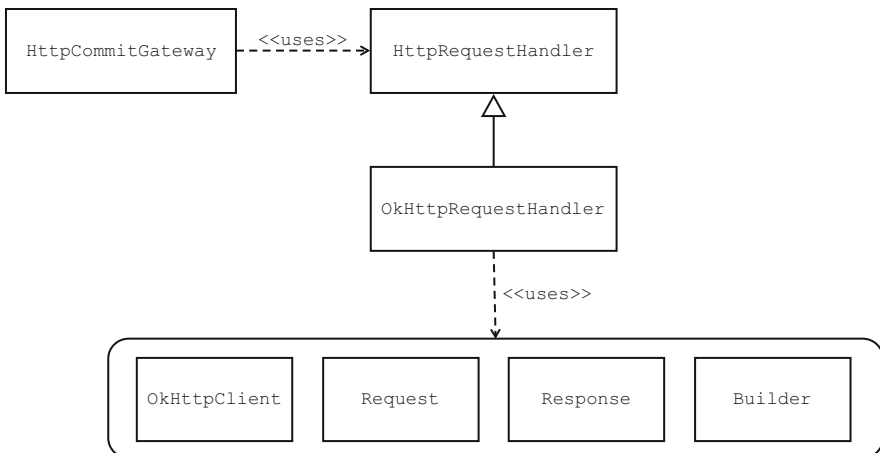 <<uses>>
HttpCommitGateway
HttpRequestHandler
OkHttpRequestHandler
<<uses>>
OkHttpClient
Request
Response
Builder